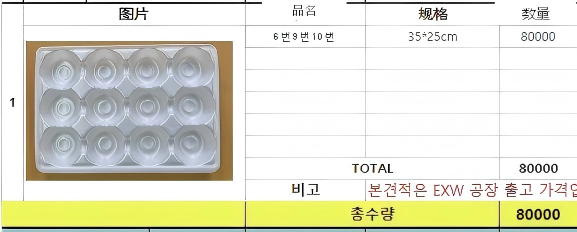 图片 品名 规格 数量
6번9번10번 35*25cm 80000
1
TOTAL 80000
비고 본견적은 EXW 공장 출고 가격입
총수량 80000